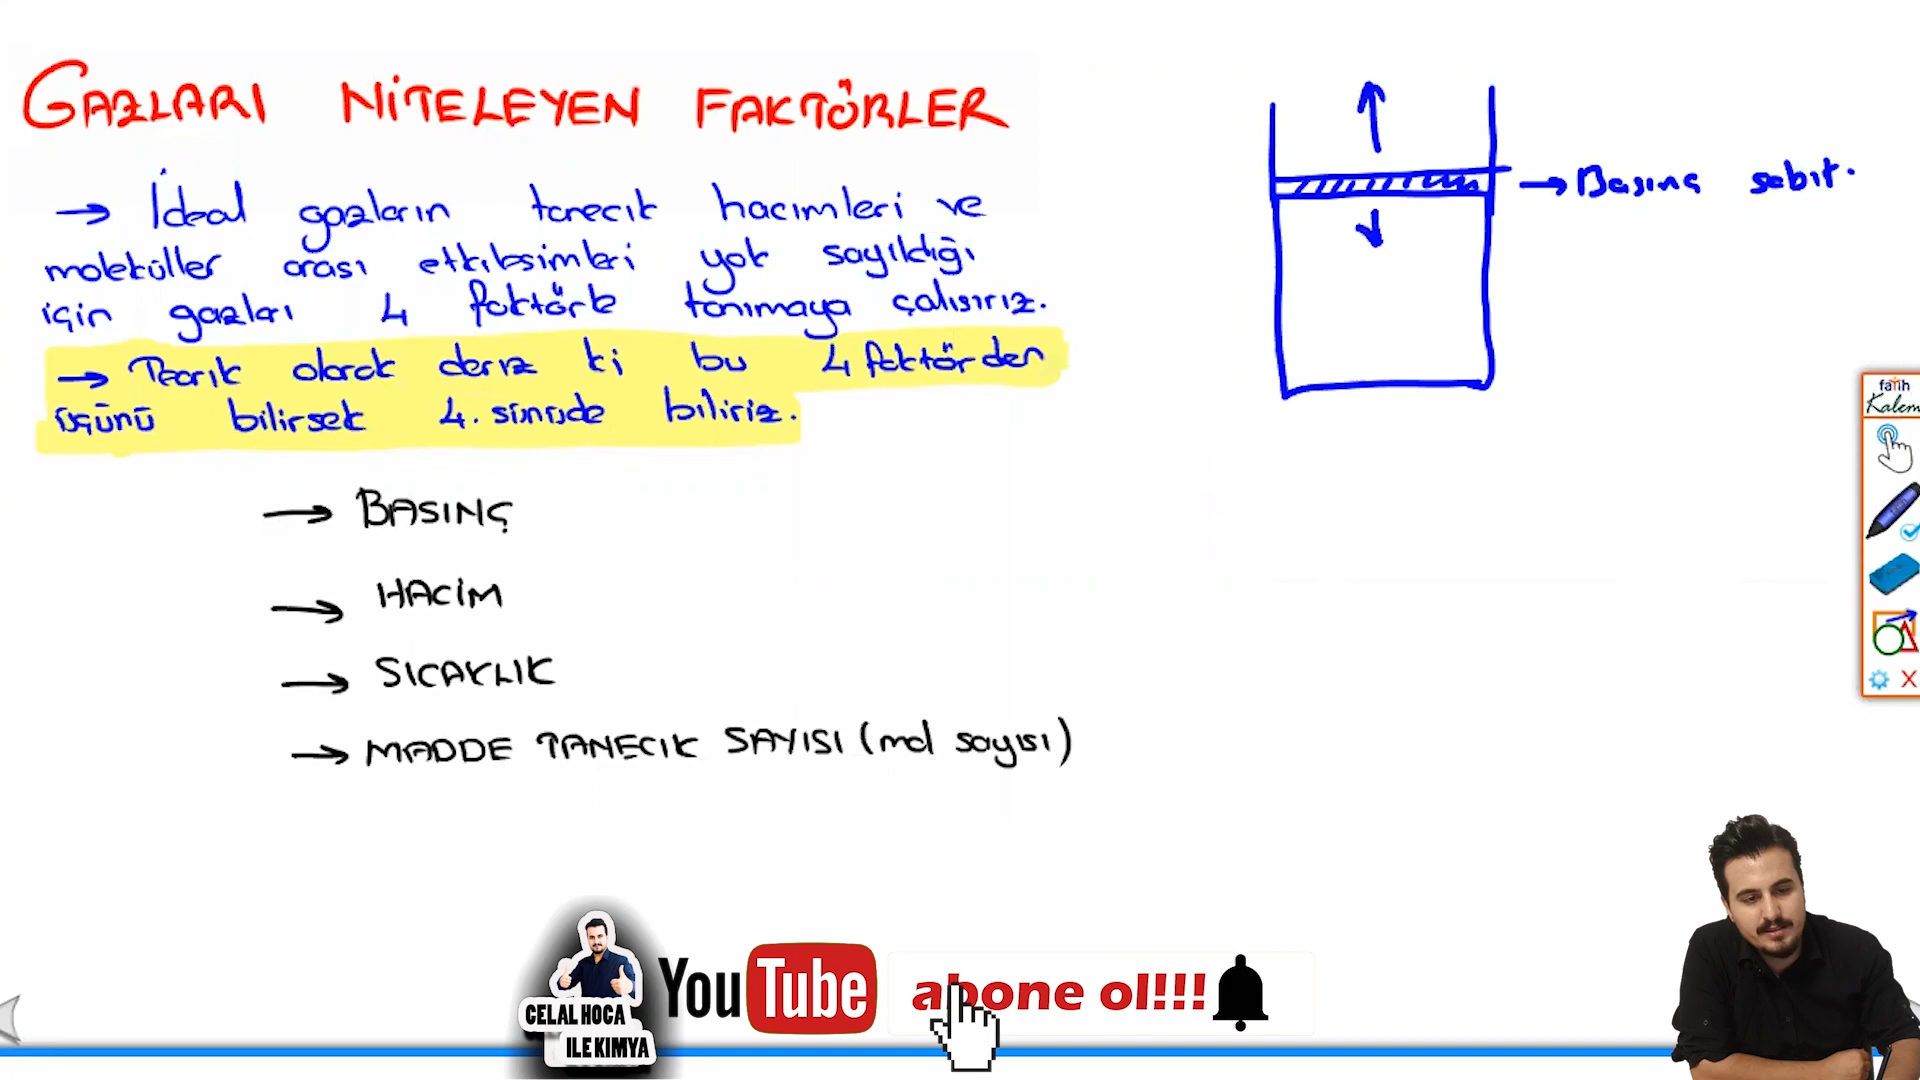 GAZLARI NİTELEYEN FAKTÖRLER
→ İdeal gazların tanecik hacimleri ve
moleküller arası etkileşimleri yok sayıldığı
için gazları 4 faktörle tanımaya çalışırız.
→ Teorik olarak deriz ki bu 4 faktörden
üçünü bilirsek 4. sünüde biliriz.
→ BASINÇ
→ HACİM
→ SICAKLIK
→ MADDE TANECİK SAYISI (mol sayısı)
→ Basınç sabit.
fatih
Kalem
CELAL HOCA
İLE KİMYA
YouTube
abone ol!!!